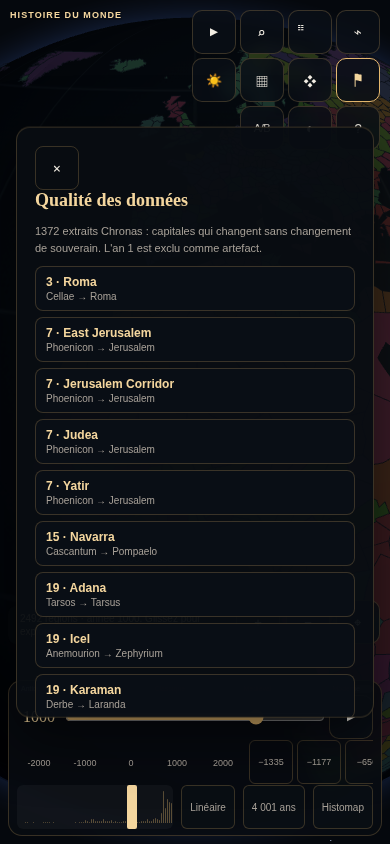 HISTOIRE DU MONDE
×
Qualité des données
1372 extraits Chronas : capitales qui changent sans changement
de souverain. L'an 1 est exclu comme artefact.
3 · Roma
Cellae → Roma
7 · East Jerusalem
Phoenicon → Jerusalem
7 · Jerusalem Corridor
Phoenicon → Jerusalem
7 · Judea
Phoenicon → Jerusalem
7 · Yatir
Phoenicon → Jerusalem
15 · Navarra
Cascantum → Pompaelo
19 · Adana
Tarsos → Tarsus
19 · Icel
Anemourion → Zephyrium
19 · Karaman
Derbe → Laranda
-2000 -1000 0 1000 2000 −1335 −1177
Linéaire 4 001 ans Histomap